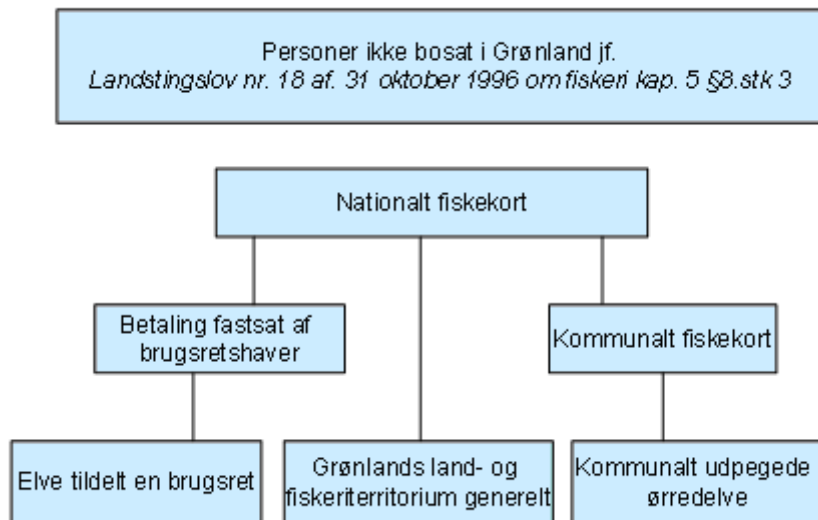 Personer ikke bosat i Grønland jf.
Landstingslov nr. 18 af. 31 oktober 1996 om fiskeri kap. 5 §8.stk 3
Nationalt fiskekort
Betaling fastsat af
brugsretshaver
Kommunalt fiskekort
Elve tildelt en brugsret
Grønlands land- og
fiskeriterritorium generelt
Kommunalt udpegede
ørredelve